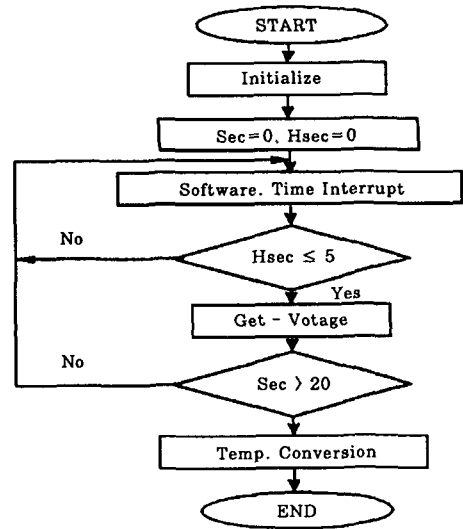 START
Initialize
Sec=0, Hsec=0
Software. Time Interrupt
No
Hsec ≤ 5
Yes
Get - Votage
No
Sec > 20
Temp. Conversion
END